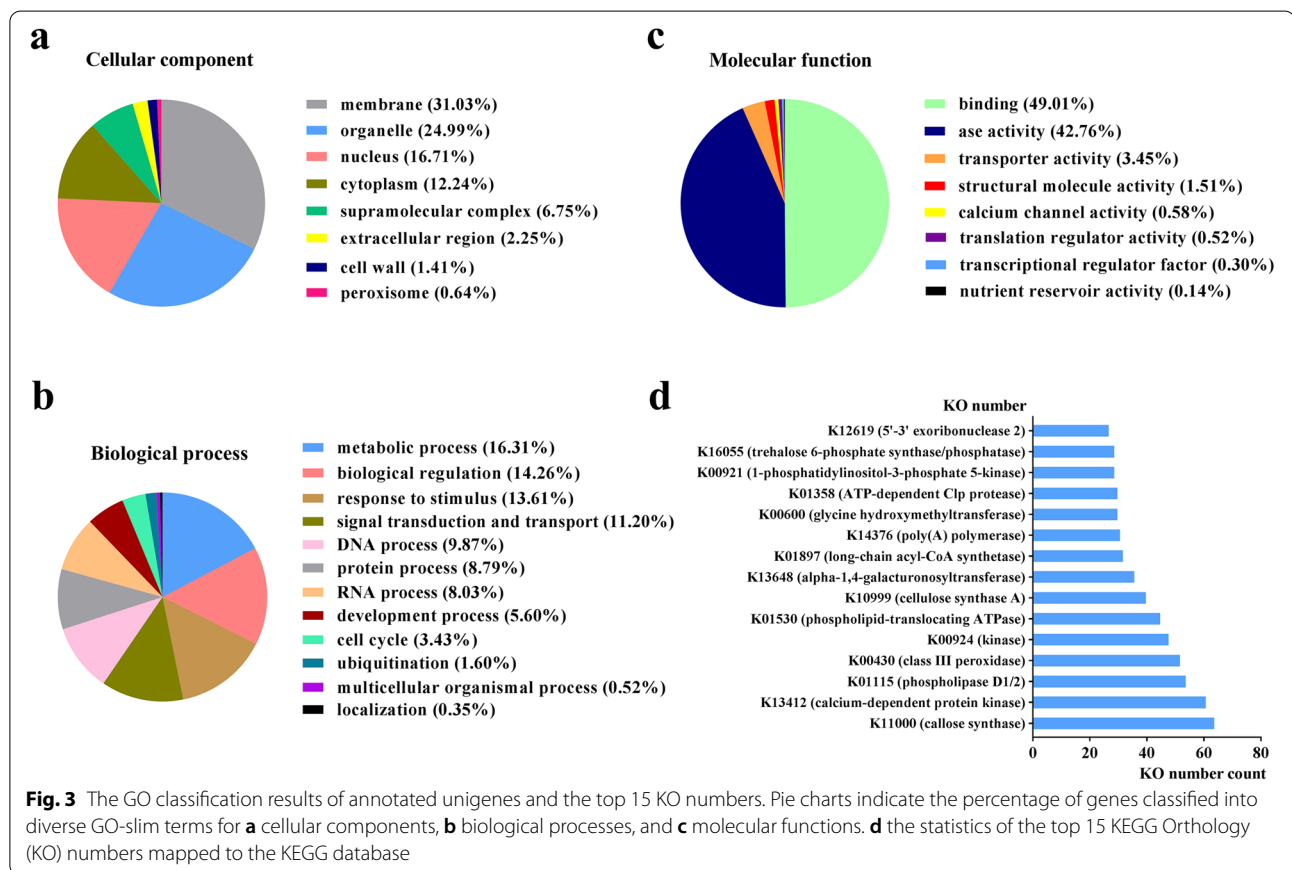 a
Cellular component
membrane (31.03%)
organelle (24.99%)
nucleus (16.71%)
cytoplasm (12.24%)
supramolecular complex (6.75%)
extracellular region (2.25%)
cell wall (1.41%)
peroxisome (0.64%)
c
Molecular function
binding (49.01%)
ase activity (42.76%)
transporter activity (3.45%)
structural molecule activity (1.51%)
calcium channel activity (0.58%)
translation regulator activity (0.52%)
transcriptional regulator factor (0.30%)
nutrient reservoir activity (0.14%)
b
Biological process
metabolic process (16.31%)
biological regulation (14.26%)
response to stimulus (13.61%)
signal transduction and transport (11.20%)
DNA process (9.87%)
protein process (8.79%)
RNA process (8.03%)
development process (5.60%)
cell cycle (3.43%)
ubiquitination (1.60%)
multicellular organismal process (0.52%)
localization (0.35%)
d
KO number
K12619 (5'-3' exoribonuclease 2)
K16055 (trehalose 6-phosphate synthase/phosphatase)
K00921 (1-phosphatidylinositol-3-phosphate 5-kinase)
K01358 (ATP-dependent Clp protease)
K00600 (glycine hydroxymethyltransferase)
K14376 (poly(A) polymerase)
K01897 (long-chain acyl-CoA synthetase)
K13648 (alpha-1,4-galacturonosyltransferase)
K10999 (cellulose synthase A)
K01530 (phospholipid-translocating ATPase)
K00924 (kinase)
K00430 (class III peroxidase)
K01115 (phospholipase D1/2)
K13412 (calcium-dependent protein kinase)
K11000 (callose synthase)
0 20 40 60 80
KO number count
Fig. 3 The GO classification results of annotated unigenes and the top 15 KO numbers. Pie charts indicate the percentage of genes classified into
diverse GO-slim terms for a cellular components, b biological processes, and c molecular functions. d the statistics of the top 15 KEGG Orthology
(KO) numbers mapped to the KEGG database